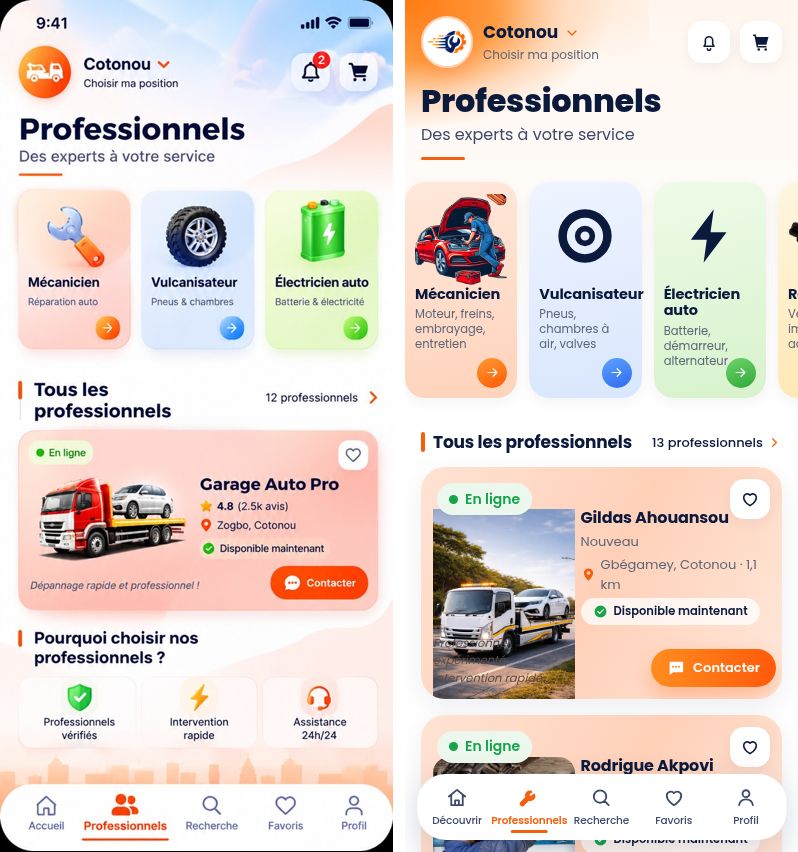 9:41
Cotonou
Choisir ma position
2
Professionnels
Des experts à votre service
Mécanicien
Réparation auto
Vulcanisateur
Pneus & chambres
Électricien auto
Batterie & électricité
Tous les
professionnels
12 professionnels
En ligne
Garage Auto Pro
4.8 (2.5k avis)
Zogbo, Cotonou
Disponible maintenant
Dépannage rapide et professionnel !
Contacter
Pourquoi choisir nos
professionnels ?
Professionnels
vérifiés
Intervention
rapide
Assistance
24h/24
Accueil
Professionnels
Recherche
Favoris
Profil
Cotonou
Choisir ma position
Professionnels
Des experts à votre service
Mécanicien
Moteur, freins,
embrayage,
entretien
Vulcanisateur
Pneus,
chambres à
air, valves
Électricien
auto
Batterie,
démarreur,
alternateur
Tous les professionnels
13 professionnels
En ligne
Gildas Ahouansou
Nouveau
Gbégamey, Cotonou · 1,1
km
Disponible maintenant
intervention rapide
Contacter
En ligne
Rodrigue Akpovi
Disponible maintenant
Découvrir
Professionnels
Recherche
Favoris
Profil